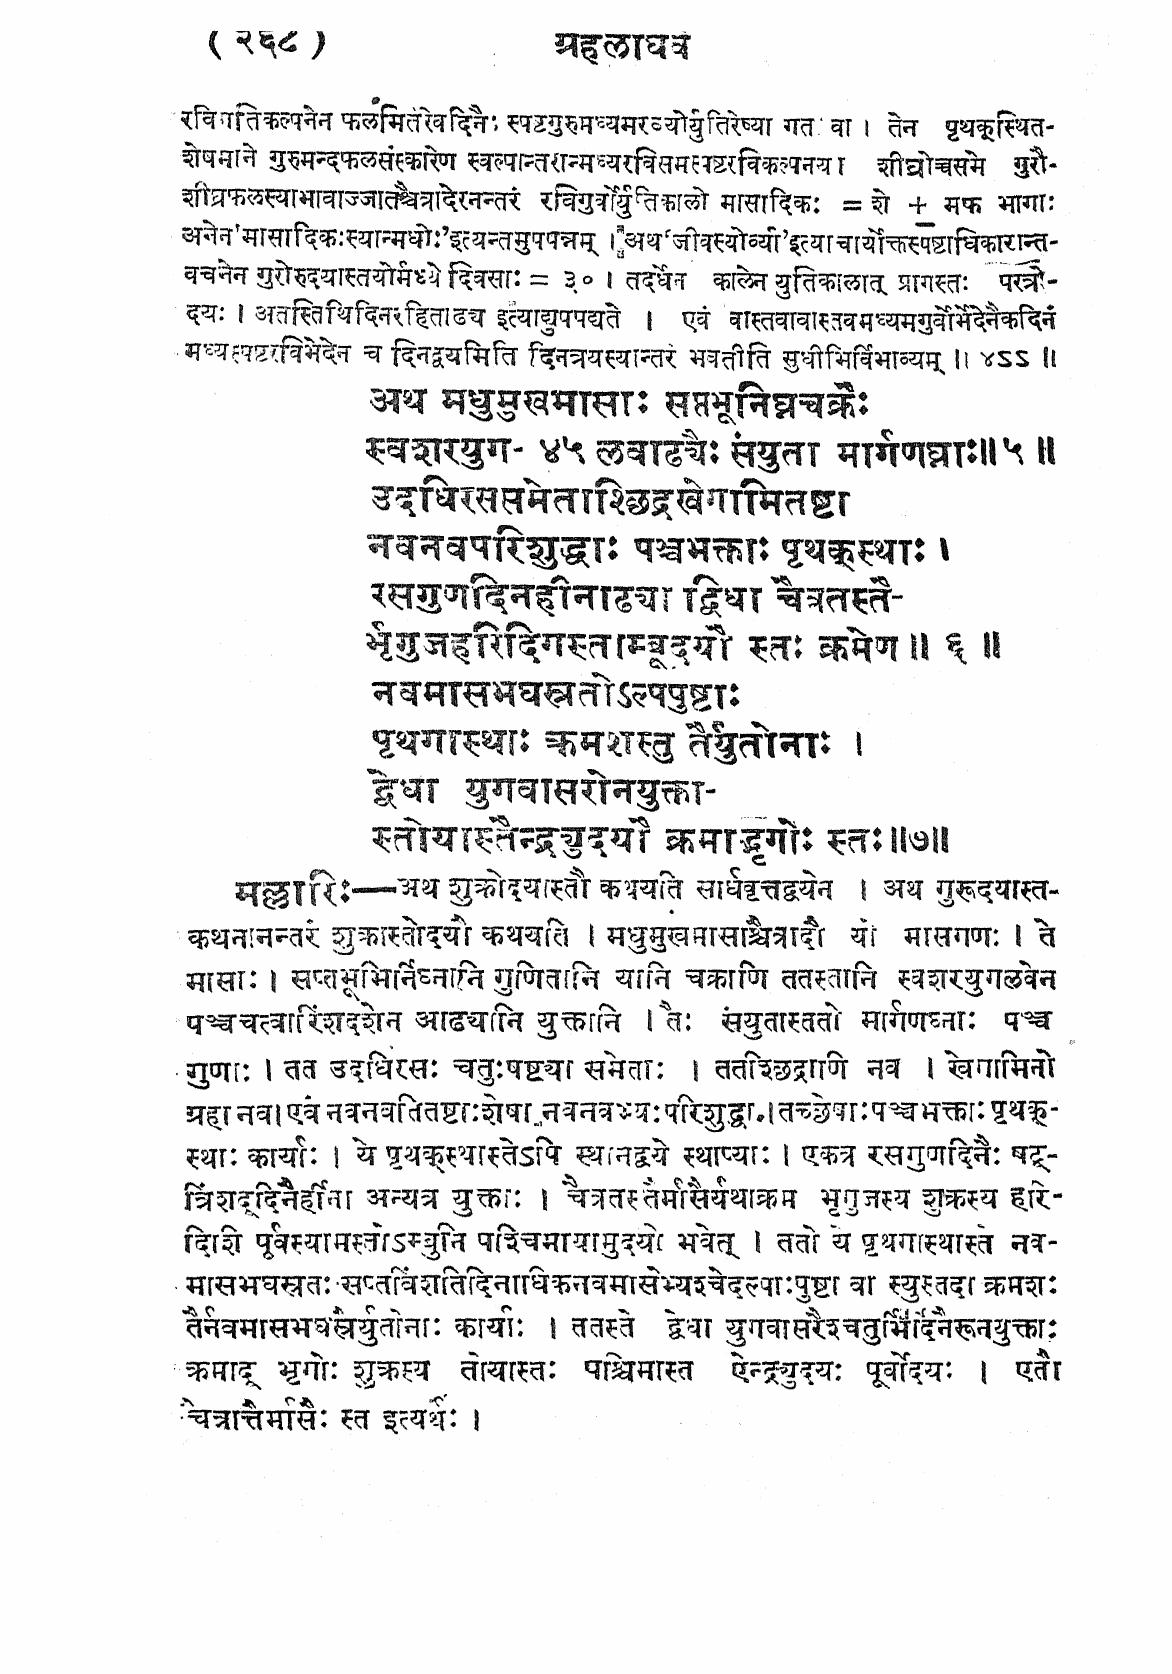 ( २६८ ) ग्रहलाघव
रविगतिकल्पनेन फलमितैरेव दिनैः स्पष्टगुरुमध्यमरव्योर्युतिरेष्या गत वा । तेन पृथक्स्थित-
शेषमाने गुरुमन्दफलसंस्कारेण स्वल्पान्तरान्मध्यरविसमस्पष्टरविकल्पनया शीघ्रोच्चसमे गुरौ-
शीघ्रफलस्याभावाज्जातश्चैत्रादेरनन्तरं रविगुर्वोर्युतिकालो मासादिकः = शे ± मफ भागाः
अनेन 'मासादिकःस्यान्मधोः' इत्यन्तमुपपन्नम् । अथ 'जीवस्योर्व्या' इत्याचार्योक्तस्पष्टाधिकारान्त-
वचनेन गुरोरुदयास्तयोर्मध्ये दिवसाः = ३० । तदर्धेन कालेन युतिकालात् प्रागस्तः परत्रो-
दयः । अतस्तिथिदिनरहिताढ्य इत्याद्युपपद्यते । एवं वास्तवावास्तवमध्यमगुर्वोर्भेदेनैकदिनं
मध्यस्पष्टरविभेदेन च दिनद्वयमिति दिनत्रयस्यान्तरं भवतीति सुधीभिर्विभाव्यम् ॥ ४ऽऽ ॥
अथ मधुमुखमासाः सप्तभूनिघ्नचक्रैः
स्वशरयुग- ४५ लवाढ्यैः संयुता मार्गणघ्नाः॥ ५ ॥
उदधिरससमेताश्छिद्रखेगामितष्टा
नवनवपरिशुद्धाः पञ्चभक्ताः पृथक्स्थाः ।
रसगुणदिनहीनाढ्या द्विधा चैत्रतस्तै-
र्भृगुजहरिदिगस्ताम्बूदयौ स्तः क्रमेण ॥ ६ ॥
नवमासभघस्रतोऽल्पपुष्टाः
पृथगास्थाः क्रमशस्तु तैर्युतोनाः ।
द्वेधा युगवासरोनयुक्ता-
स्तोयास्तैन्द्र्युदयौ क्रमाद्भृगोः स्तः॥७॥
मल्लारिः—अथ शुक्रोदयास्तौ कथयति सार्धवृत्तद्वयेन । अथ गुरूदयास्त-
कथनानन्तरं शुक्रास्तोदयौ कथयति । मधुमुखमासाश्चैत्रादौ यो मासगणः । ते
मासाः । सप्तभूमिर्निघ्नानि गुणितानि यानि चक्राणि ततस्तानि स्वशरयुगलवेन
पञ्चचत्वारिंशदंशेन आढ्यानि युक्तानि । तैः संयुतास्ततो मार्गणघ्नाः पञ्च
गुणाः । तत उदधिरसः चतुःषष्ट्या समेताः । ततश्छिद्राणि नव । खेगामिनो
ग्रहा नव। एवं नवनवतितष्टाःशेषा नवनवभ्यःपरिशुद्धा.। तच्छेषाःपञ्चभक्ताःपृथक्-
स्थाः कार्याः । ये पृथक्स्थास्तेऽपि स्थानद्वये स्थाप्याः । एकत्र रसगुणदिनैः षट्-
त्रिंशद्दिनैर्हीना अन्यत्र युक्ताः । चैत्रतस्तैर्मासैर्यथाक्रम भृगुजस्य शुक्रस्य हरि-
दिशि पूर्वस्यामस्तोऽम्बुनि पश्चिमायामुदयो भवेत् । ततो ये पृथगास्थास्ते नव-
मासभघस्रतः सप्तविंशतिदिनाधिकनवमासेभ्यश्चेदल्पाःपुष्टा वा स्युस्तदा क्रमशः
तैर्नवमासभघस्रैर्युतोनाः कार्याः । ततस्ते द्वेधा युगवासरैश्चतुर्भिर्दिनैरूनयुक्ताः
क्रमाद् भृगोः शुक्रस्य तोयास्तः पश्चिमास्त ऐन्द्र्युदयः पूर्वोदयः । एतौ
चैत्रात्तैर्मासैः स्त इत्यर्थः ।